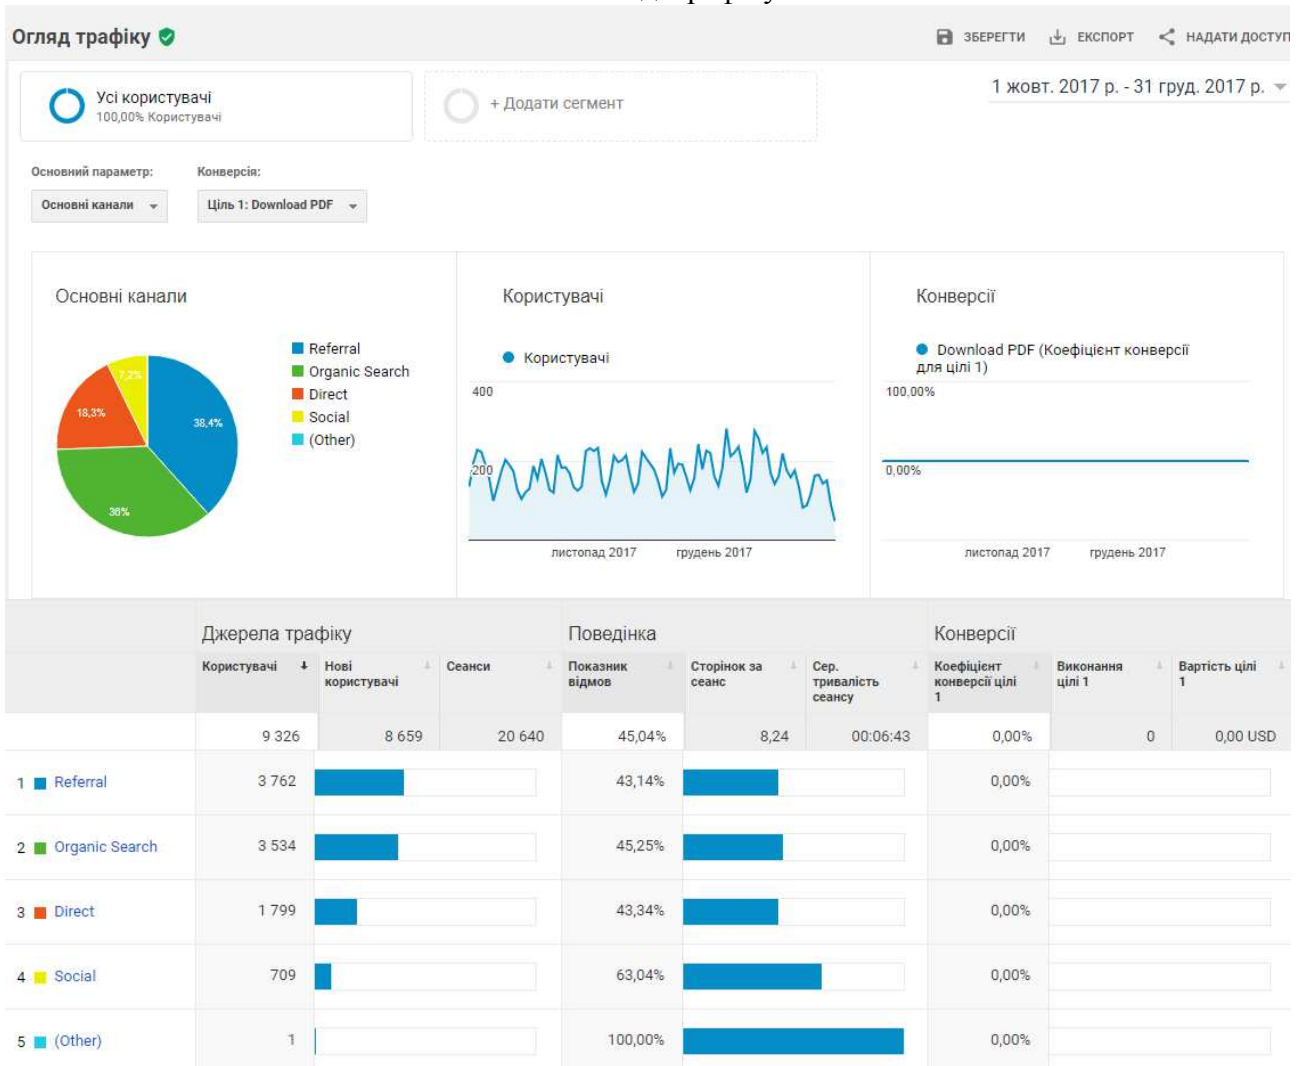 Огляд трафіку
ЗБЕРЕГТИ ЕКСПОРТ НАДАТИ ДОСТУП
Усі користувачі
100,00% Користувачі
+ Додати сегмент
1 жовт. 2017 р. - 31 груд. 2017 р.
Основний параметр: Конверсія:
Основні канали Ціль 1: Download PDF
Основні канали
Referral
Organic Search
Direct
Social
(Other)
7,2%
18,3%
38,4%
36%
Користувачі
Користувачі
400
200
листопад 2017 грудень 2017
Конверсії
Download PDF (Коефіцієнт конверсії
для цілі 1)
100,00%
0,00%
листопад 2017 грудень 2017
Джерела трафіку Поведінка Конверсії
Користувачі Нові користувачі Сеанси Показник відмов Сторінок за сеанс Сер. тривалість сеансу Коефіцієнт конверсії цілі 1 Виконання цілі 1 Вартість цілі 1
9 326 8 659 20 640 45,04% 8,24 00:06:43 0,00% 0 0,00 USD
1 Referral 3 762 43,14% 0,00%
2 Organic Search 3 534 45,25% 0,00%
3 Direct 1 799 43,34% 0,00%
4 Social 709 63,04% 0,00%
5 (Other) 1 100,00% 0,00%